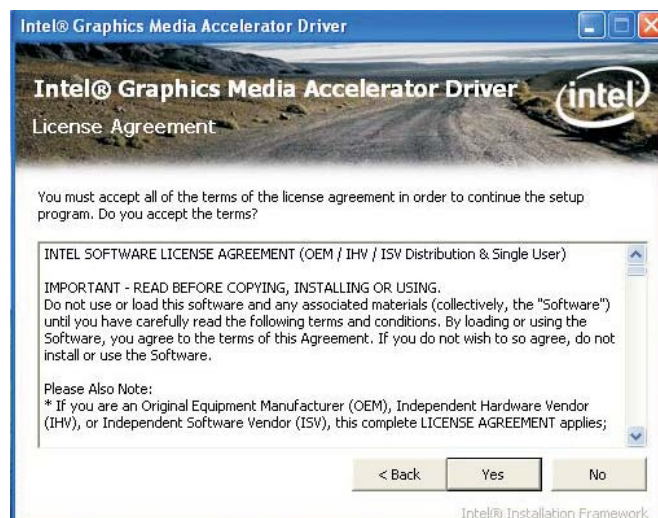 Intel® Graphics Media Accelerator Driver
Intel® Graphics Media Accelerator Driver
intel
License Agreement
You must accept all of the terms of the license agreement in order to continue the setup
program. Do you accept the terms?
INTEL SOFTWARE LICENSE AGREEMENT (OEM / IHV / ISV Distribution & Single User)
IMPORTANT - READ BEFORE COPYING, INSTALLING OR USING.
Do not use or load this software and any associated materials (collectively, the "Software")
until you have carefully read the following terms and conditions. By loading or using the
Software, you agree to the terms of this Agreement. If you do not wish to so agree, do not
install or use the Software.
Please Also Note:
* If you are an Original Equipment Manufacturer (OEM), Independent Hardware Vendor
(IHV), or Independent Software Vendor (ISV), this complete LICENSE AGREEMENT applies;
< Back Yes No
Intel® Installation Framework